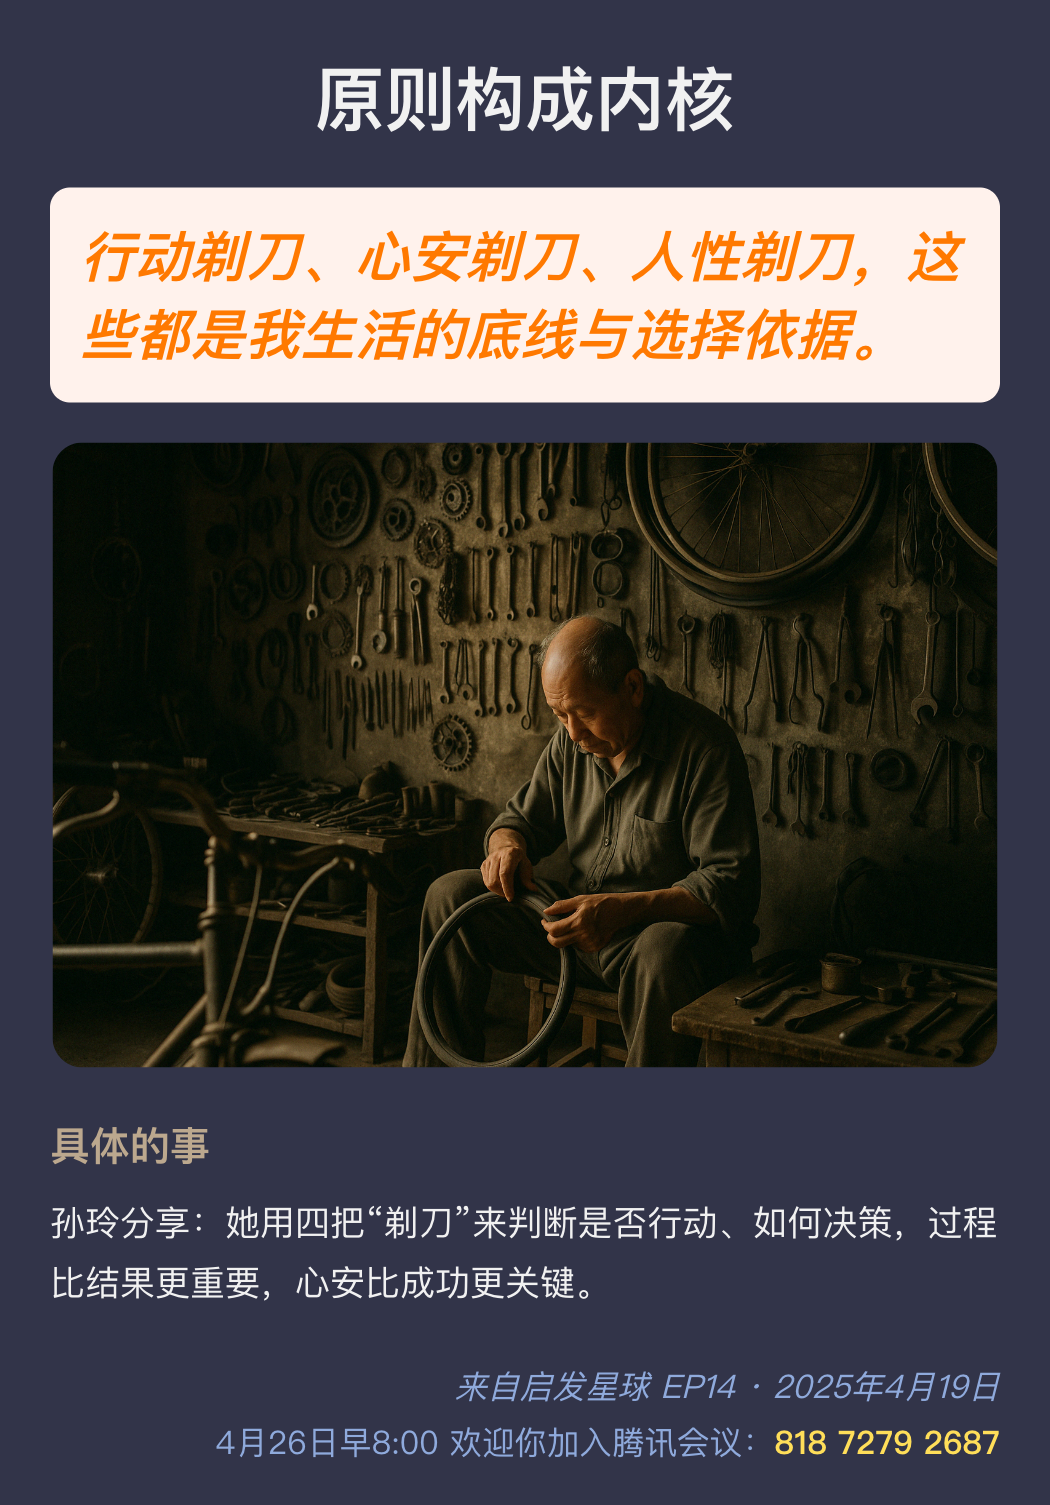 原则构成内核
行动剃刀、心安剃刀、人性剃刀，这
些都是我生活的底线与选择依据。
具体的事
孙玲分享：她用四把“剃刀”来判断是否行动、如何决策，过程
比结果更重要，心安比成功更关键。
来自启发星球 EP14 · 2025年4月19日
4月26日早8:00 欢迎你加入腾讯会议：818 7279 2687